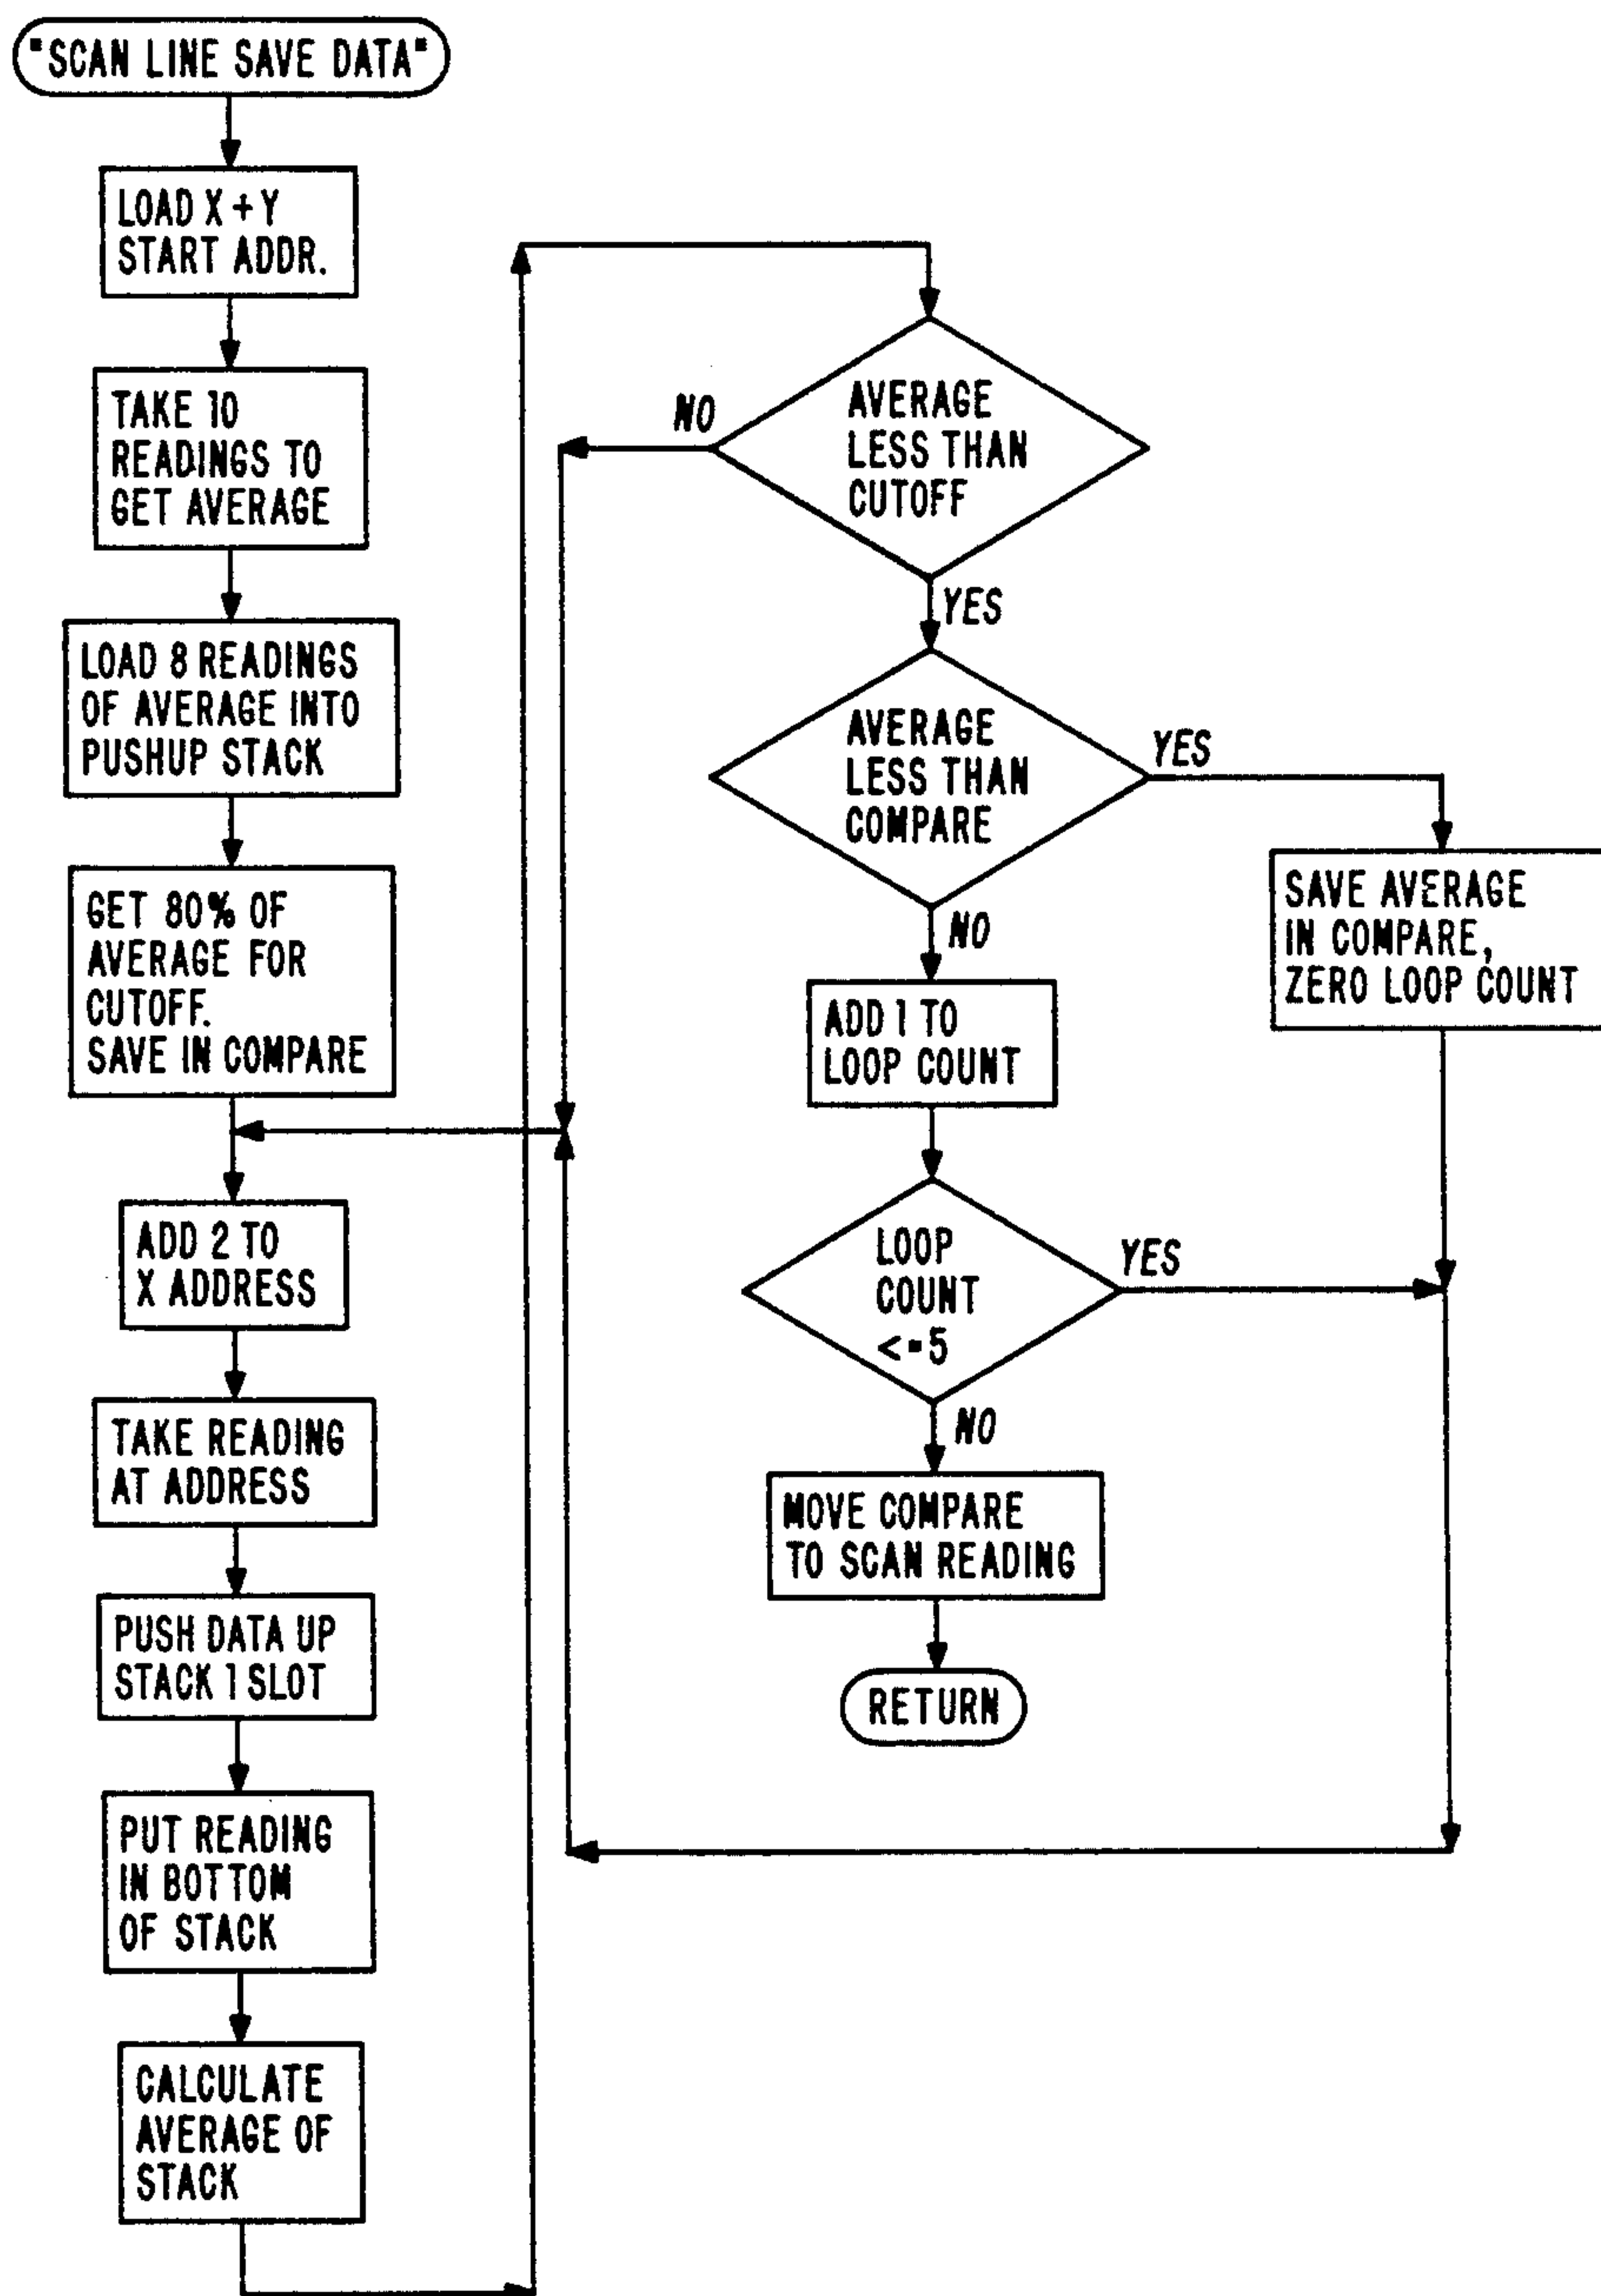 "SCAN LINE SAVE DATA"
LOAD X + Y
START ADDR.
TAKE 10
READINGS TO
GET AVERAGE
LOAD 8 READINGS
OF AVERAGE INTO
PUSHUP STACK
GET 80% OF
AVERAGE FOR
CUTOFF.
SAVE IN COMPARE
ADD 2 TO
X ADDRESS
TAKE READING
AT ADDRESS
PUSH DATA UP
STACK 1 SLOT
PUT READING
IN BOTTOM
OF STACK
CALCULATE
AVERAGE OF
STACK
AVERAGE
LESS THAN
CUTOFF
NO
YES
AVERAGE
LESS THAN
COMPARE
YES
NO
SAVE AVERAGE
IN COMPARE,
ZERO LOOP COUNT
ADD 1 TO
LOOP COUNT
LOOP
COUNT
<=5
YES
NO
MOVE COMPARE
TO SCAN READING
RETURN